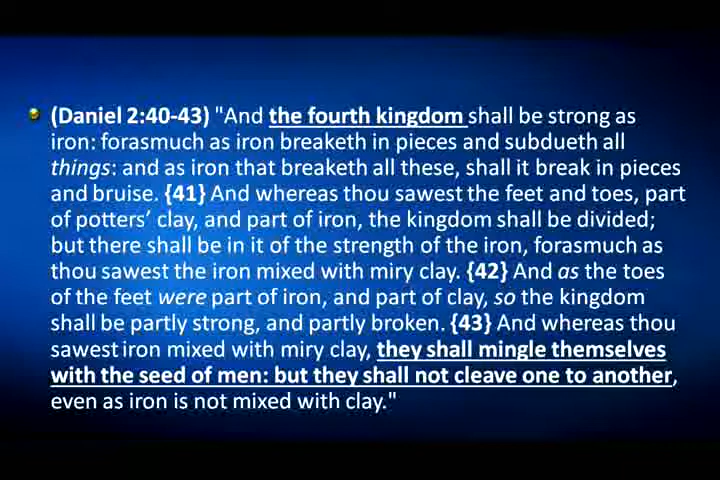 (Daniel 2:40-43) "And the fourth kingdom shall be strong as
iron: forasmuch as iron breaketh in pieces and subdueth all
things: and as iron that breaketh all these, shall it break in pieces
and bruise. {41} And whereas thou sawest the feet and toes, part
of potters’ clay, and part of iron, the kingdom shall be divided;
but there shall be in it of the strength of the iron, forasmuch as
thou sawest the iron mixed with miry clay. {42} And as the toes
of the feet were part of iron, and part of clay, so the kingdom
shall be partly strong, and partly broken. {43} And whereas thou
sawest iron mixed with miry clay, they shall mingle themselves
with the seed of men: but they shall not cleave one to another,
even as iron is not mixed with clay."